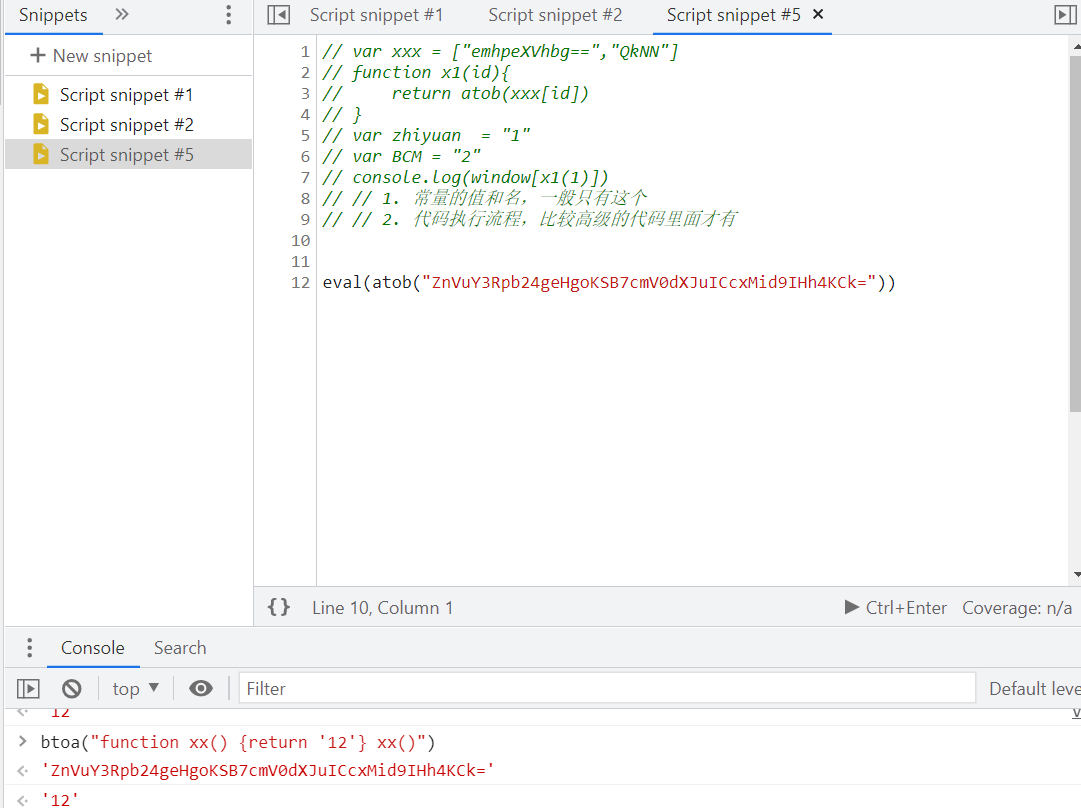 Snippets
Script snippet #1
Script snippet #2
Script snippet #5
New snippet
Script snippet #1
Script snippet #2
Script snippet #5
1 // var xxx = ["emhpeXVhbg==","QkNN"]
2 // function x1(id){
3 //     return atob(xxx[id])
4 // }
5 // var zhiyuan  = "1"
6 // var BCM = "2"
7 // console.log(window[x1(1)])
8 // // 1. 常量的值和名，一般只有这个
9 // // 2. 代码执行流程，比较高级的代码里面才有
10
11
12 eval(atob("ZnVuY3Rpb24geHgoKSB7cmV0dXJuICcxMid9IHh4KCk="))
{} Line 10, Column 1
Ctrl+Enter Coverage: n/a
Console Search
top Filter Default leve
'12'
> btoa("function xx() {return '12'} xx()")
'ZnVuY3Rpb24geHgoKSB7cmV0dXJuICcxMid9IHh4KCk='
'12'